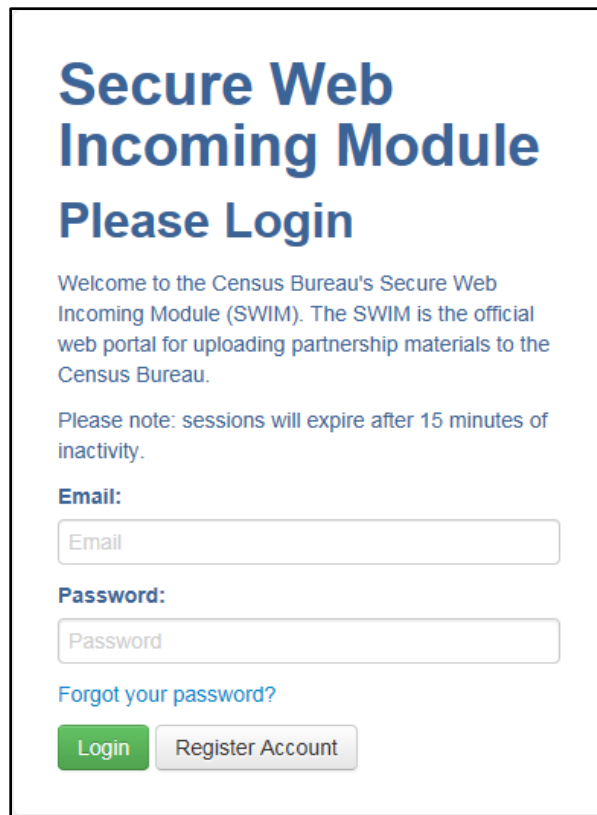 Secure Web
Incoming Module
Please Login
Welcome to the Census Bureau's Secure Web
Incoming Module (SWIM). The SWIM is the official
web portal for uploading partnership materials to the
Census Bureau.
Please note: sessions will expire after 15 minutes of
inactivity.
Email:
Email
Password:
Password
Forgot your password?
Login Register Account